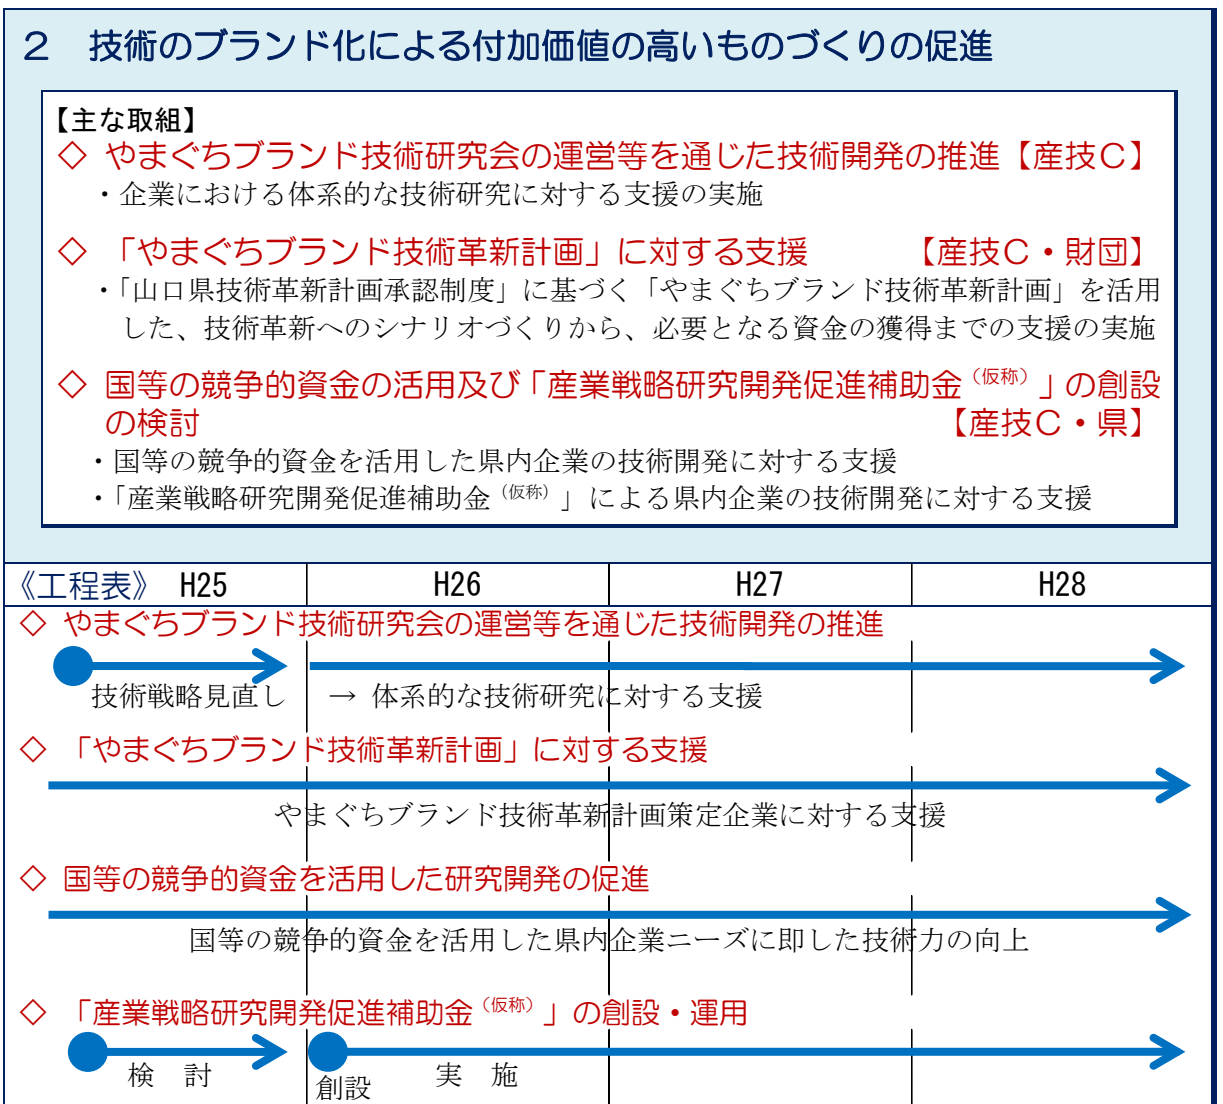 ２　技術のブランド化による付加価値の高いものづくりの促進
【主な取組】
◇ やまぐちブランド技術研究会の運営等を通じた技術開発の推進【産技Ｃ】
・企業における体系的な技術研究に対する支援の実施
◇ 「やまぐちブランド技術革新計画」に対する支援　【産技Ｃ・財団】
・「山口県技術革新計画承認制度」に基づく「やまぐちブランド技術革新計画」を活用
した、技術革新へのシナリオづくりから、必要となる資金の獲得までの支援の実施
◇ 国等の競争的資金の活用及び「産業戦略研究開発促進補助金（仮称）」の創設
の検討　【産技Ｃ・県】
・国等の競争的資金を活用した県内企業の技術開発に対する支援
・「産業戦略研究開発促進補助金（仮称）」による県内企業の技術開発に対する支援
《工程表》 H25 H26 H27 H28
◇ やまぐちブランド技術研究会の運営等を通じた技術開発の推進
技術戦略見直し → 体系的な技術研究に対する支援
◇ 「やまぐちブランド技術革新計画」に対する支援
やまぐちブランド技術革新計画策定企業に対する支援
◇ 国等の競争的資金を活用した研究開発の促進
国等の競争的資金を活用した県内企業ニーズに即した技術力の向上
◇ 「産業戦略研究開発促進補助金（仮称）」の創設・運用
検　討 創設 実　施